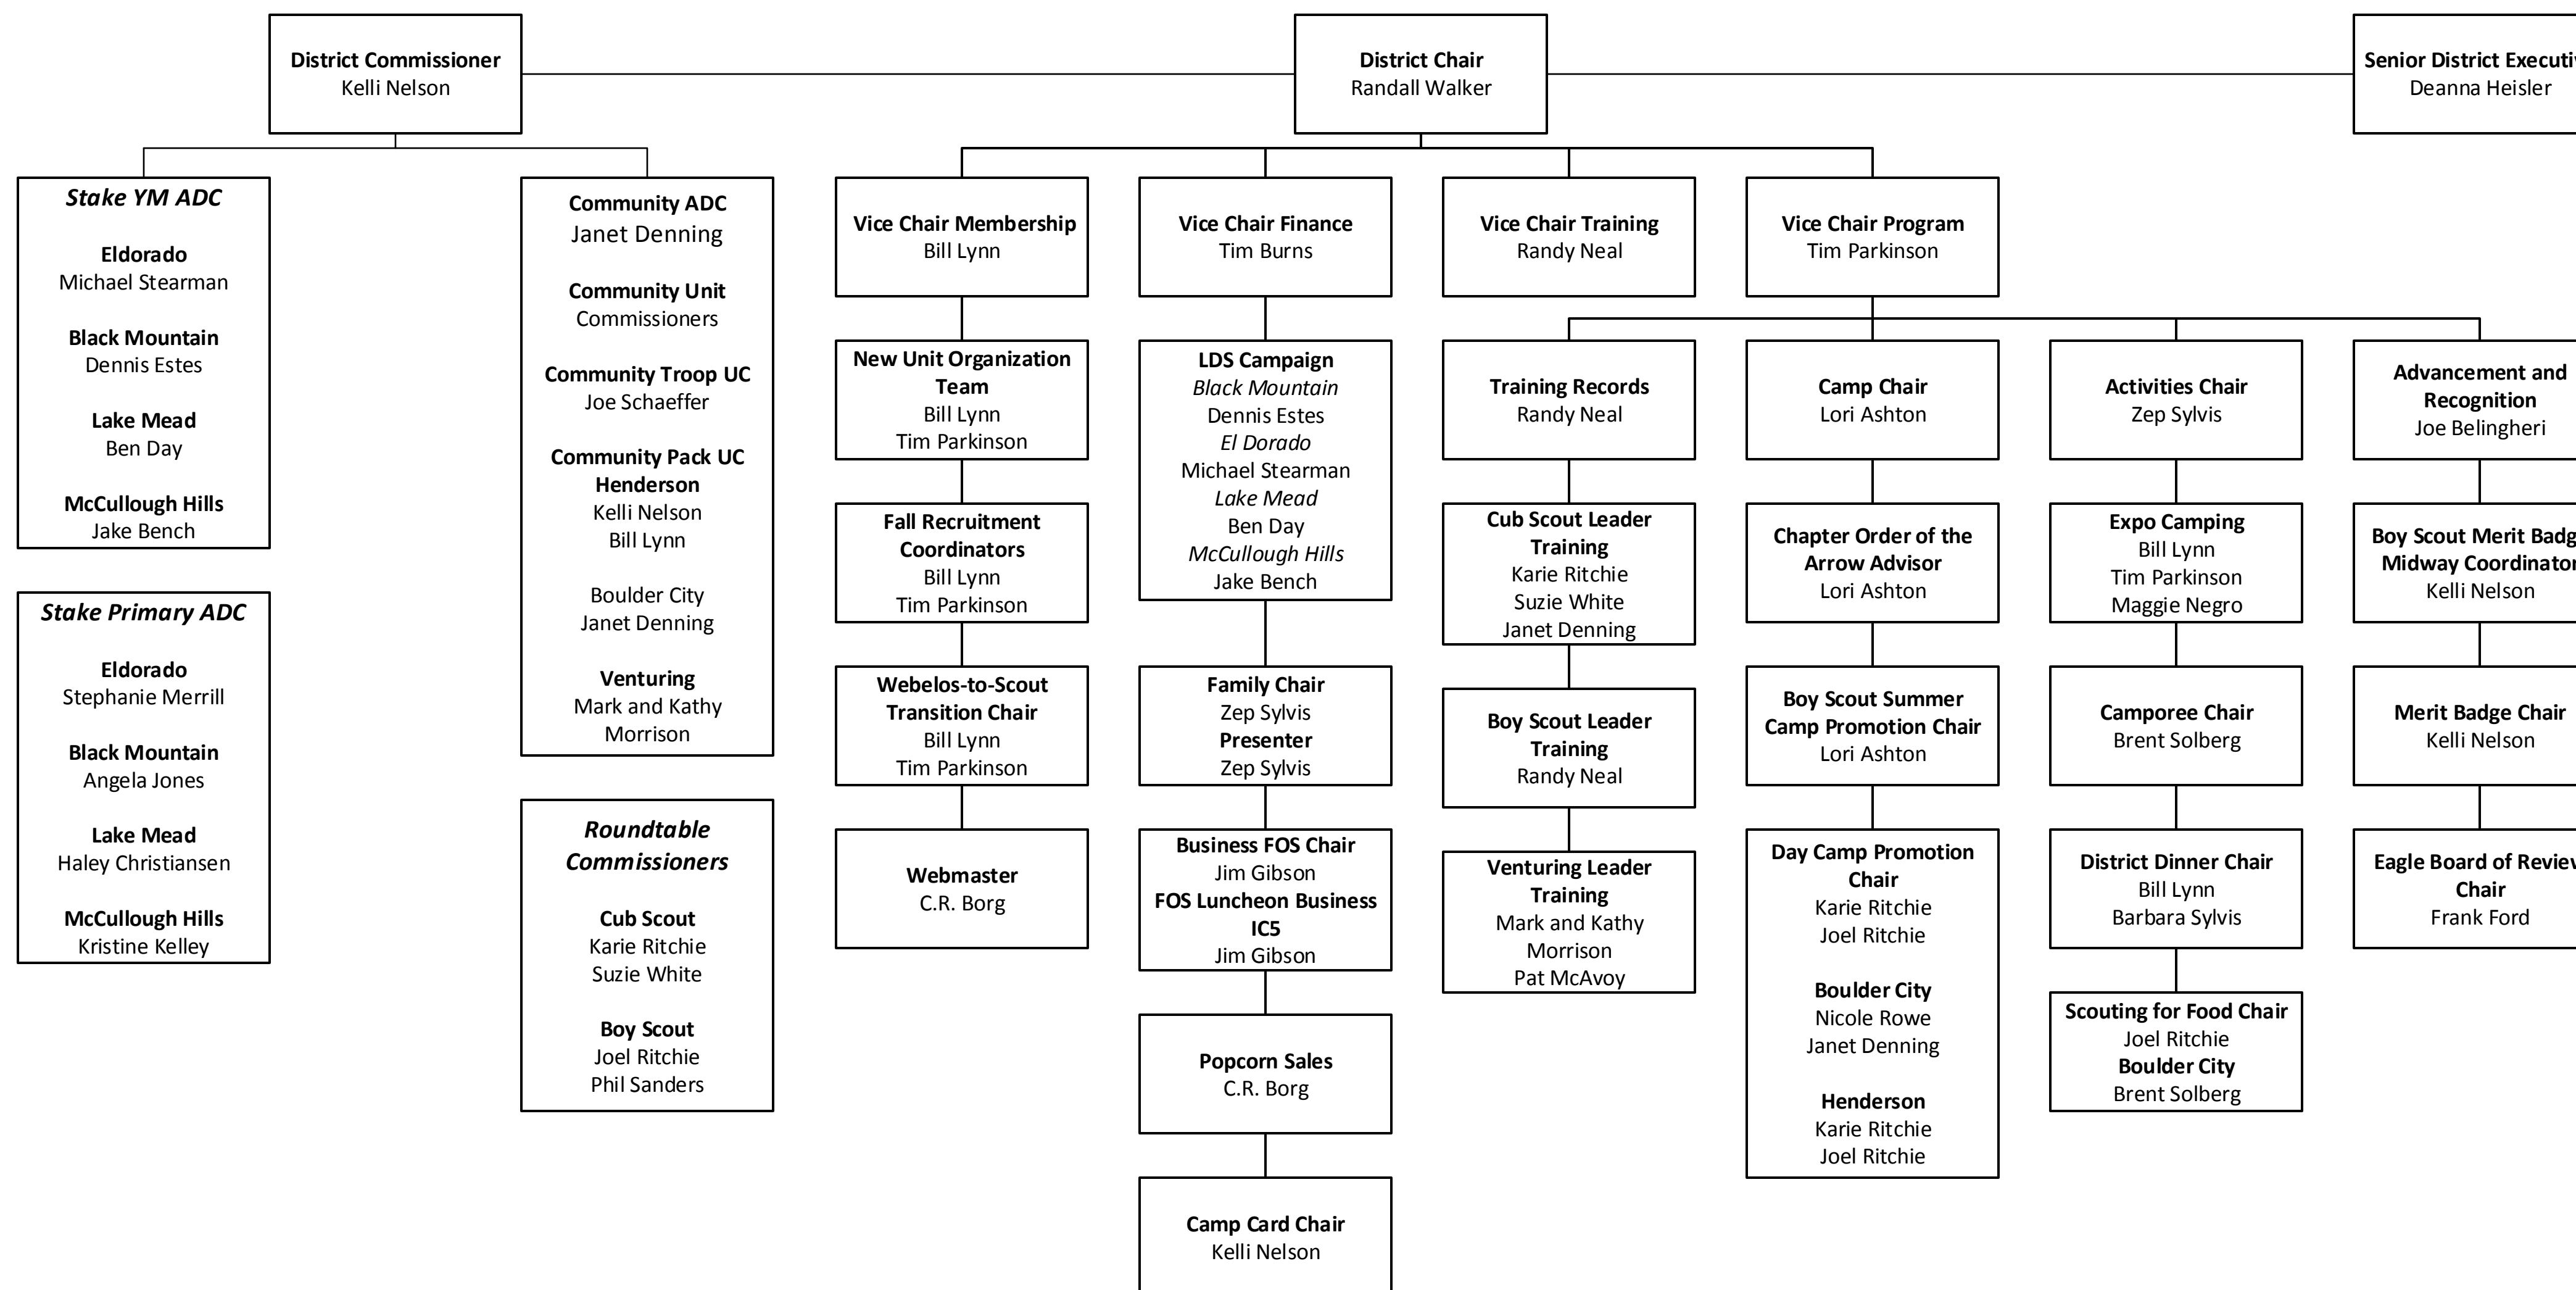 District Commissioner
Kelli Nelson
District Chair
Randall Walker
Senior District Executiv
Deanna Heisler
Stake YM ADC
Eldorado
Michael Stearman
Black Mountain
Dennis Estes
Lake Mead
Ben Day
McCullough Hills
Jake Bench
Stake Primary ADC
Eldorado
Stephanie Merrill
Black Mountain
Angela Jones
Lake Mead
Haley Christiansen
McCullough Hills
Kristine Kelley
Community ADC
Janet Denning
Community Unit
Commissioners
Community Troop UC
Joe Schaeffer
Community Pack UC
Henderson
Kelli Nelson
Bill Lynn
Boulder City
Janet Denning
Venturing
Mark and Kathy
Morrison
Roundtable
Commissioners
Cub Scout
Karie Ritchie
Suzie White
Boy Scout
Joel Ritchie
Phil Sanders
Vice Chair Membership
Bill Lynn
New Unit Organization
Team
Bill Lynn
Tim Parkinson
Fall Recruitment
Coordinators
Bill Lynn
Tim Parkinson
Webelos-to-Scout
Transition Chair
Bill Lynn
Tim Parkinson
Webmaster
C.R. Borg
Vice Chair Finance
Tim Burns
LDS Campaign
Black Mountain
Dennis Estes
El Dorado
Michael Stearman
Lake Mead
Ben Day
McCullough Hills
Jake Bench
Family Chair
Zep Sylvis
Presenter
Zep Sylvis
Business FOS Chair
Jim Gibson
FOS Luncheon Business
IC5
Jim Gibson
Popcorn Sales
C.R. Borg
Camp Card Chair
Kelli Nelson
Vice Chair Training
Randy Neal
Vice Chair Program
Tim Parkinson
Training Records
Randy Neal
Cub Scout Leader
Training
Karie Ritchie
Suzie White
Janet Denning
Boy Scout Leader
Training
Randy Neal
Venturing Leader
Training
Mark and Kathy
Morrison
Pat McAvoy
Camp Chair
Lori Ashton
Chapter Order of the
Arrow Advisor
Lori Ashton
Boy Scout Summer
Camp Promotion Chair
Lori Ashton
Day Camp Promotion
Chair
Karie Ritchie
Joel Ritchie
Boulder City
Nicole Rowe
Janet Denning
Henderson
Karie Ritchie
Joel Ritchie
Activities Chair
Zep Sylvis
Expo Camping
Bill Lynn
Tim Parkinson
Maggie Negro
Camporee Chair
Brent Solberg
District Dinner Chair
Bill Lynn
Barbara Sylvis
Scouting for Food Chair
Joel Ritchie
Boulder City
Brent Solberg
Advancement and
Recognition
Joe Belingheri
Boy Scout Merit Badg
Midway Coordinator
Kelli Nelson
Merit Badge Chair
Kelli Nelson
Eagle Board of Review
Chair
Frank Ford